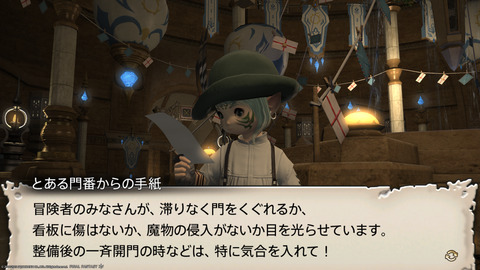 とある門番からの手紙
冒険者のみなさんが、滞りなく門をくぐれるか、
看板に傷はないか、魔物の侵入がないか目を光らせています。
整備後の一斉開門の時などは、特に気合を入れて！